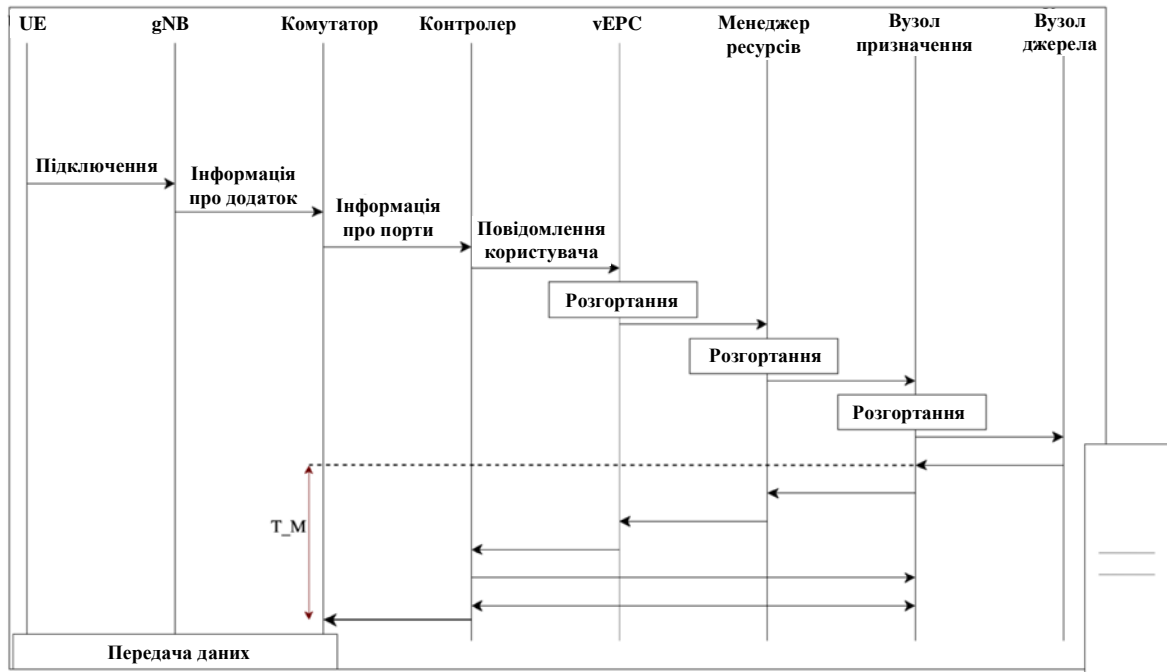 UE
gNB
Комутатор
Контролер
vEPC
Менеджер
ресурсів
Вузол
призначення
Вузол
джерела
Підключення
Інформація
про додаток
Інформація
про порти
Повідомлення
користувача
Розгортання
Розгортання
Розгортання
T_M
Передача даних